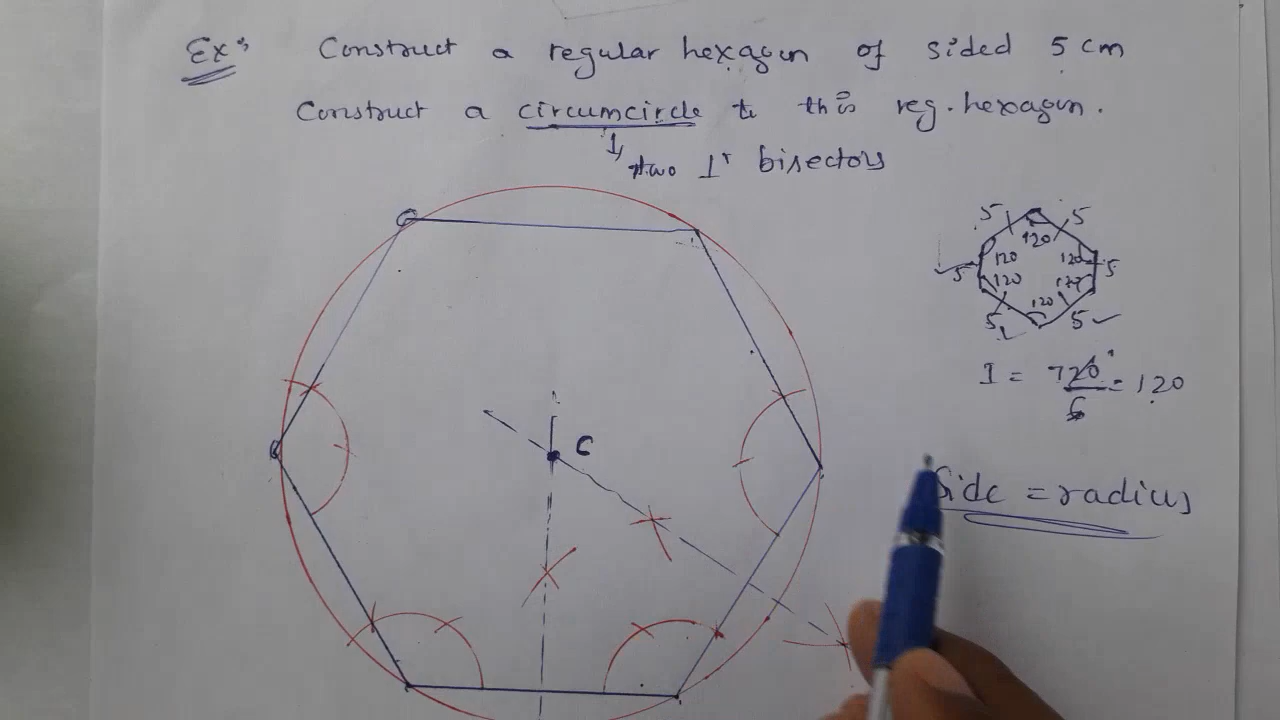 Ex:
Construct a regular hexagon of sided 5 cm
Construct a circumcircle to this reg. hexagon.
two ⊥r bisectors
5 5
120
120 120
5 5
120 120
120
5 5
I = 720°/6 = 120
C
Side = radius